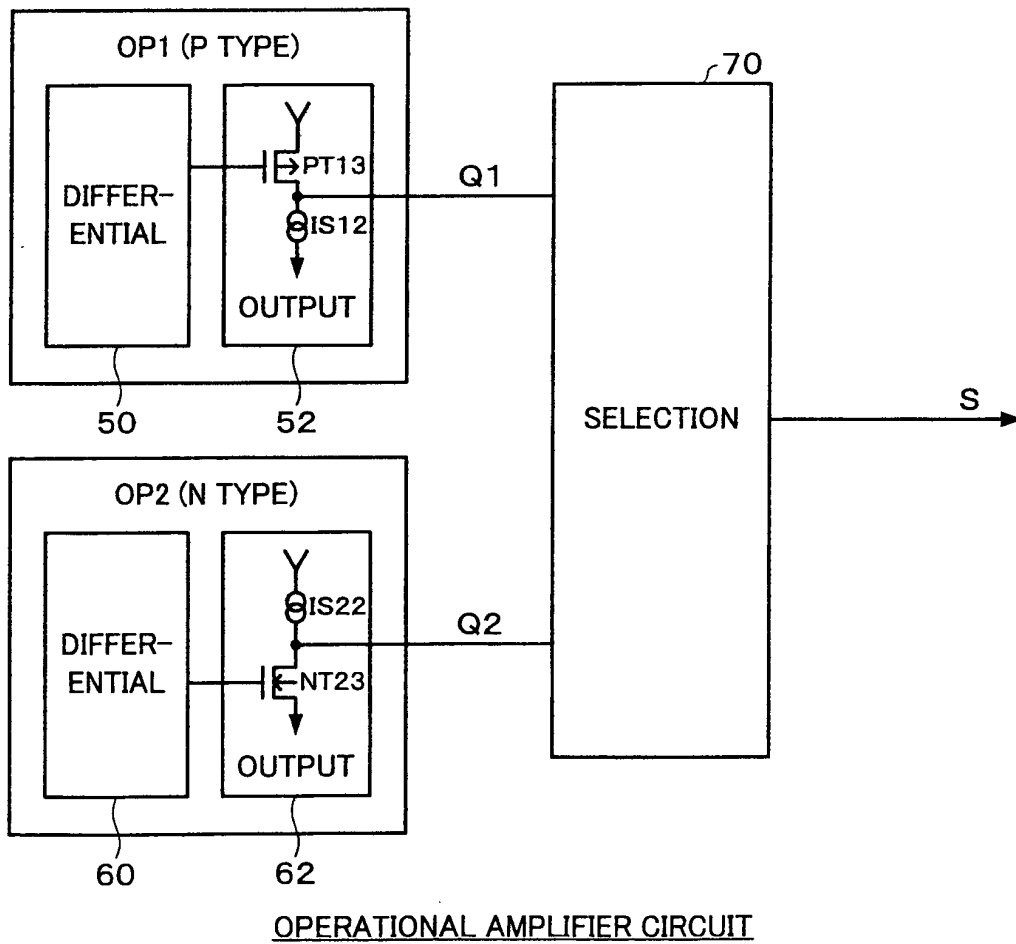 OP1 (P TYPE)
70
DIFFER-
ENTIAL
PT13
IS12
OUTPUT
Q1
50
52
SELECTION
S
OP2 (N TYPE)
DIFFER-
ENTIAL
IS22
NT23
OUTPUT
Q2
60
62
OPERATIONAL AMPLIFIER CIRCUIT